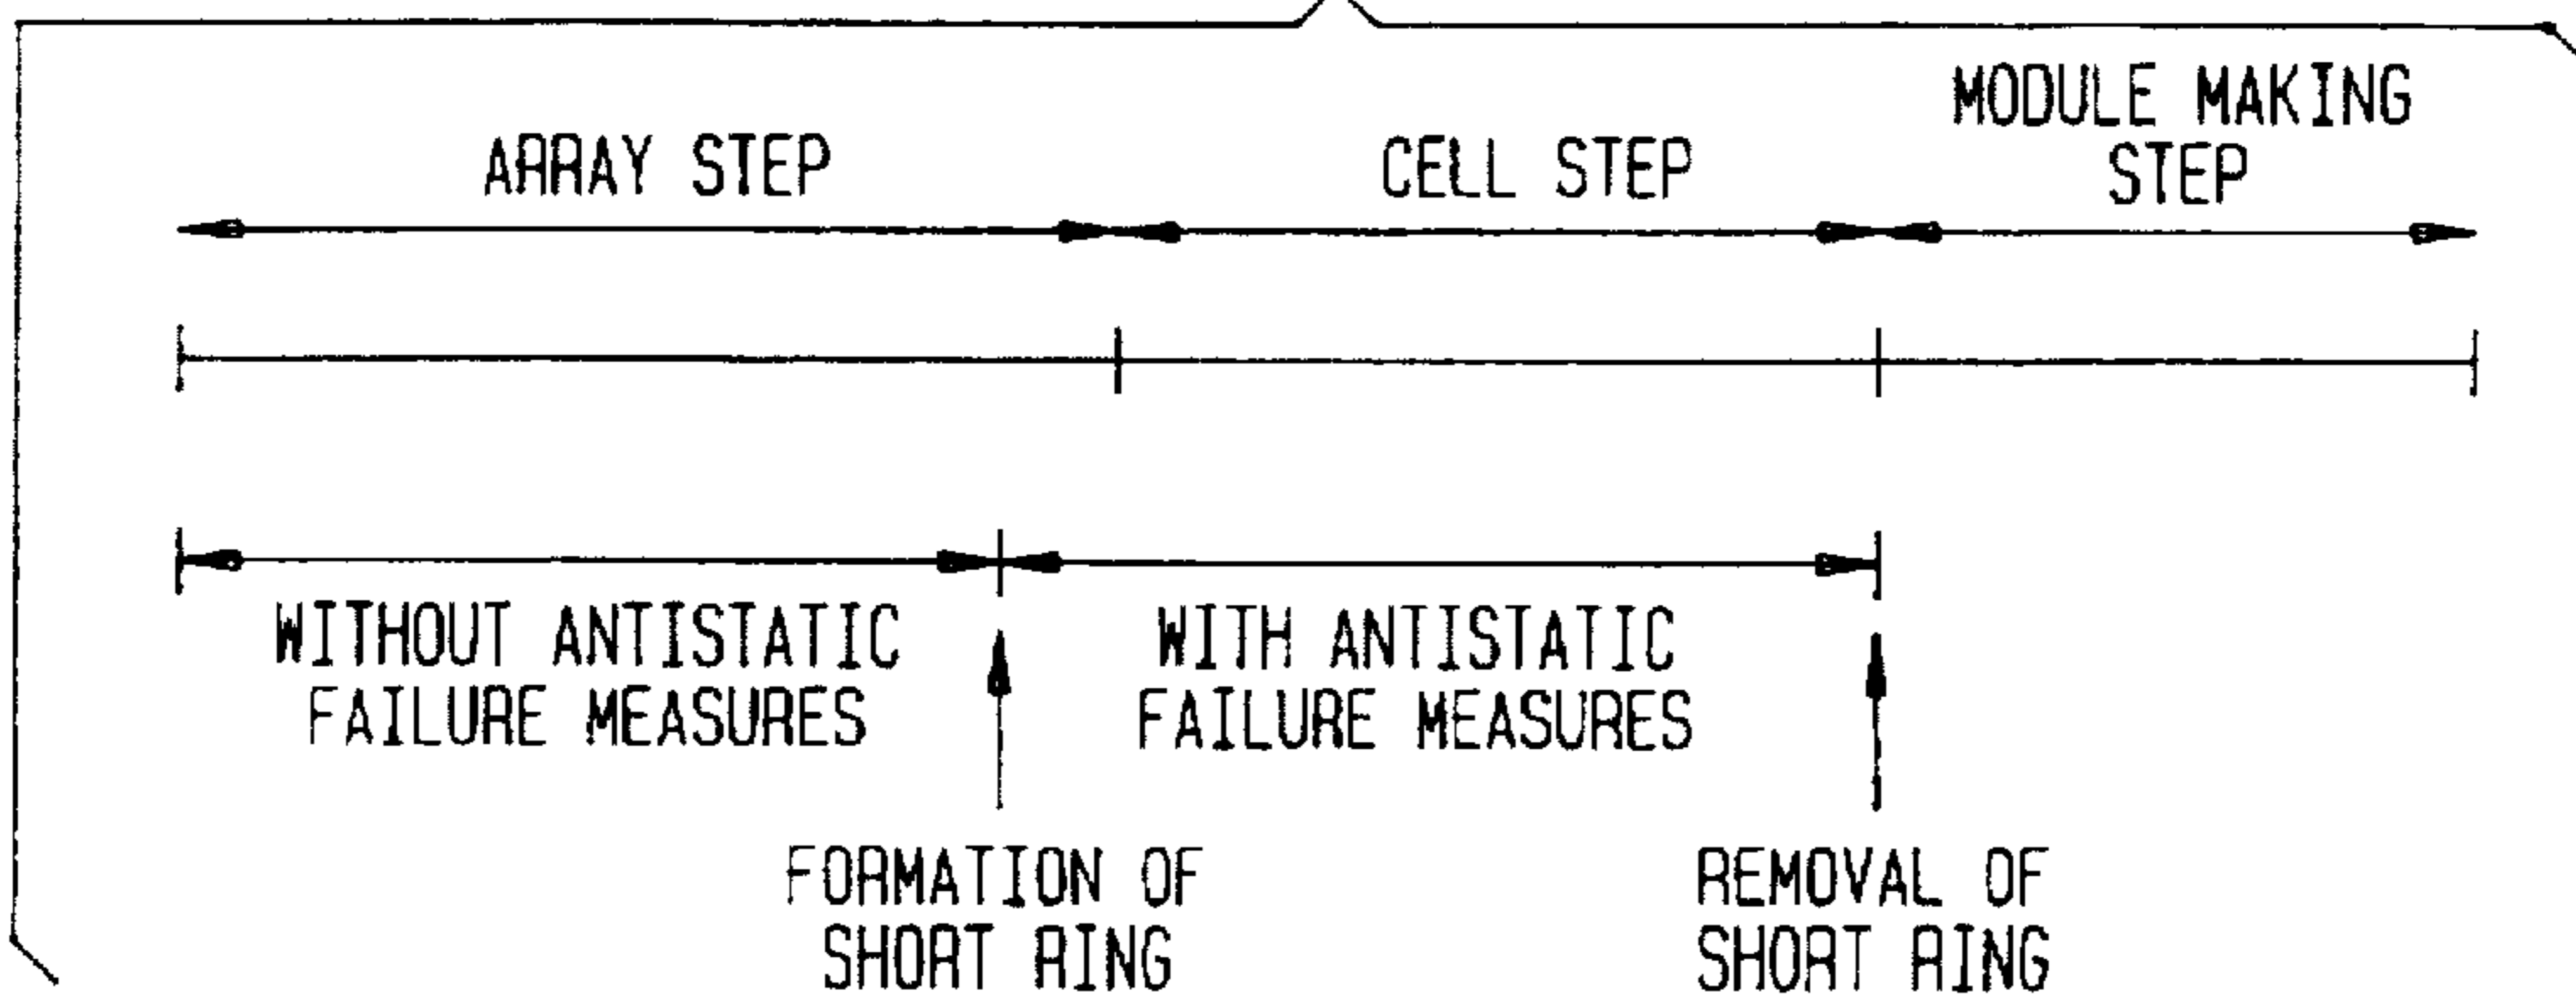 MODULE MAKING
STEP
ARRAY STEP
CELL STEP
WITHOUT ANTISTATIC
FAILURE MEASURES
WITH ANTISTATIC
FAILURE MEASURES
FORMATION OF
SHORT RING
REMOVAL OF
SHORT RING